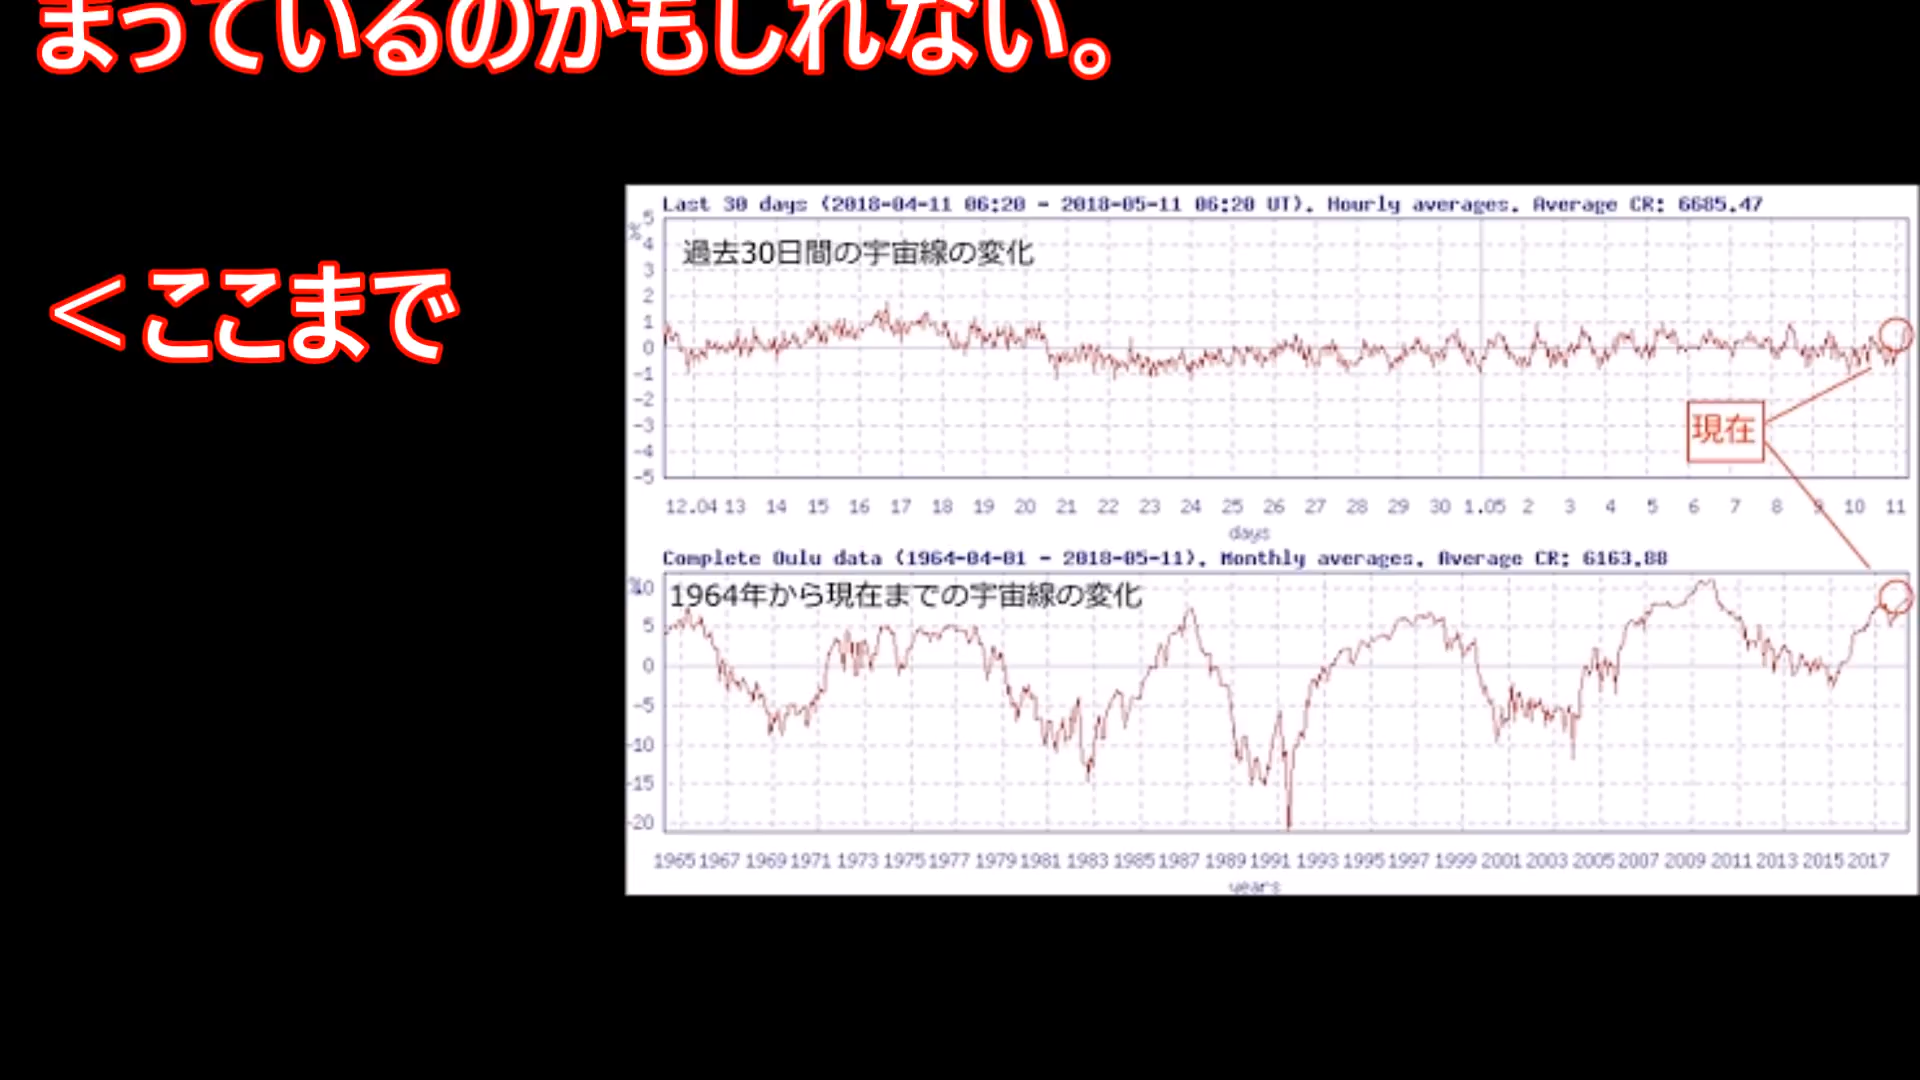 まっているのかもしれない。
<ここまで
Last 30 days (2018-04-11 06:20 - 2018-05-11 06:20 UT). Hourly averages. Average CR: 6685.47
過去30日間の宇宙線の変化
%
5
4
3
2
1
0
-1
-2
-3
-4
-5
現在
12.04 13 14 15 16 17 18 19 20 21 22 23 24 25 26 27 28 29 30 1.05 2 3 4 5 6 7 8 9 10 11
days
Complete Oulu data (1964-04-01 - 2018-05-11). Monthly averages. Average CR: 6163.88
1964年から現在までの宇宙線の変化
%
10
5
0
-5
-10
-15
-20
1965 1967 1969 1971 1973 1975 1977 1979 1981 1983 1985 1987 1989 1991 1993 1995 1997 1999 2001 2003 2005 2007 2009 2011 2013 2015 2017
years